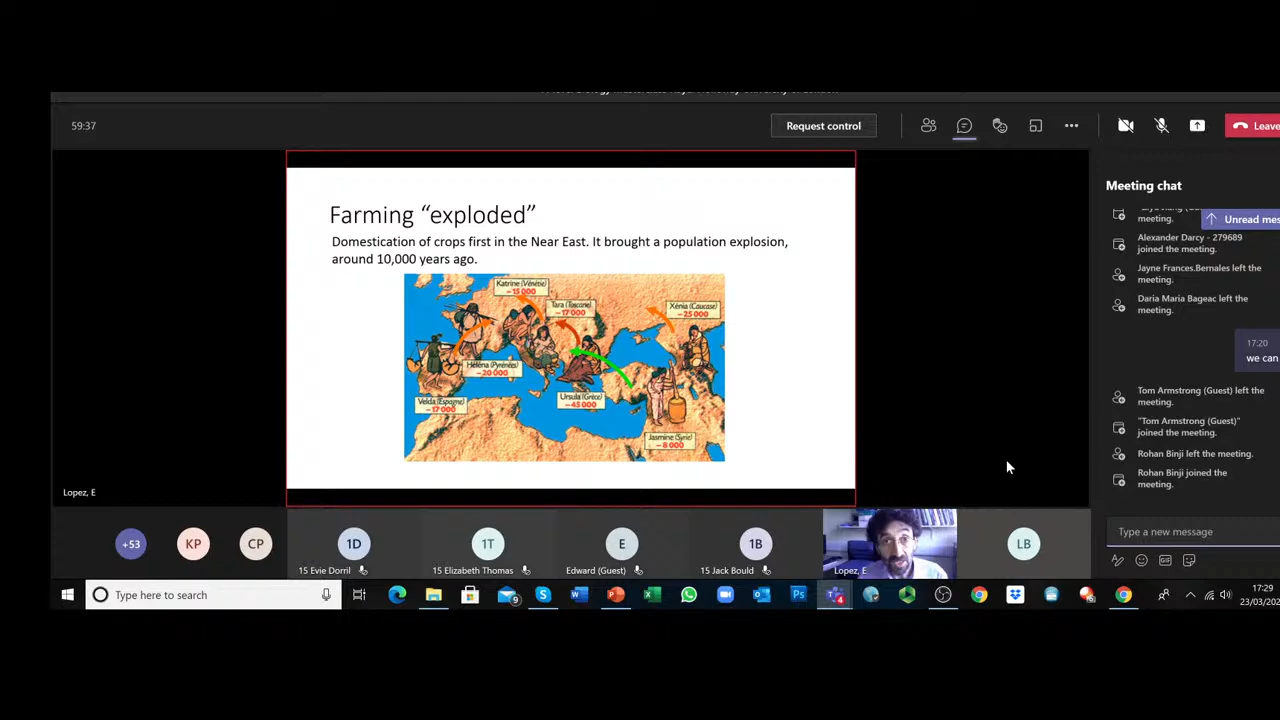 59:37
Request control
Leave
Farming “exploded”
Domestication of crops first in the Near East. It brought a population explosion,
around 10,000 years ago.
Katrine (Vénétie)
-15 000
Tara (Toscane)
-17 000
Xénia (Caucase)
-25 000
Héléna (Pyrénées)
-20 000
Velda (Espagne)
-17 000
Ursula (Grèce)
-45 000
Jasmine (Syrie)
-8 000
Lopez, E
Meeting chat
meeting.
Unread mes
Alexander Darcy - 279689
joined the meeting.
Jayne Frances.Bernales left the
meeting.
Daria Maria Bageac left the
meeting.
17:20
we can
Tom Armstrong (Guest) left the
meeting.
"Tom Armstrong (Guest)"
joined the meeting.
Rohan Binji left the meeting.
Rohan Binji joined the
meeting.
Type a new message
GIF
+53
KP
CP
1D
15 Evie Dorril
1T
15 Elizabeth Thomas
E
Edward (Guest)
1B
15 Jack Bould
Lopez, E
LB
Type here to search
9
4
17:29
23/03/202